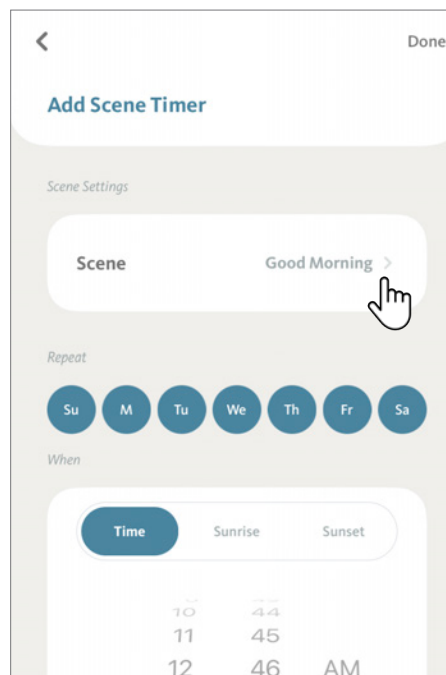 Done
Add Scene Timer
Scene Settings
Scene Good Morning
Repeat
Su M Tu We Th Fr Sa
When
Time Sunrise Sunset
10 44
11 45
12 46 AM